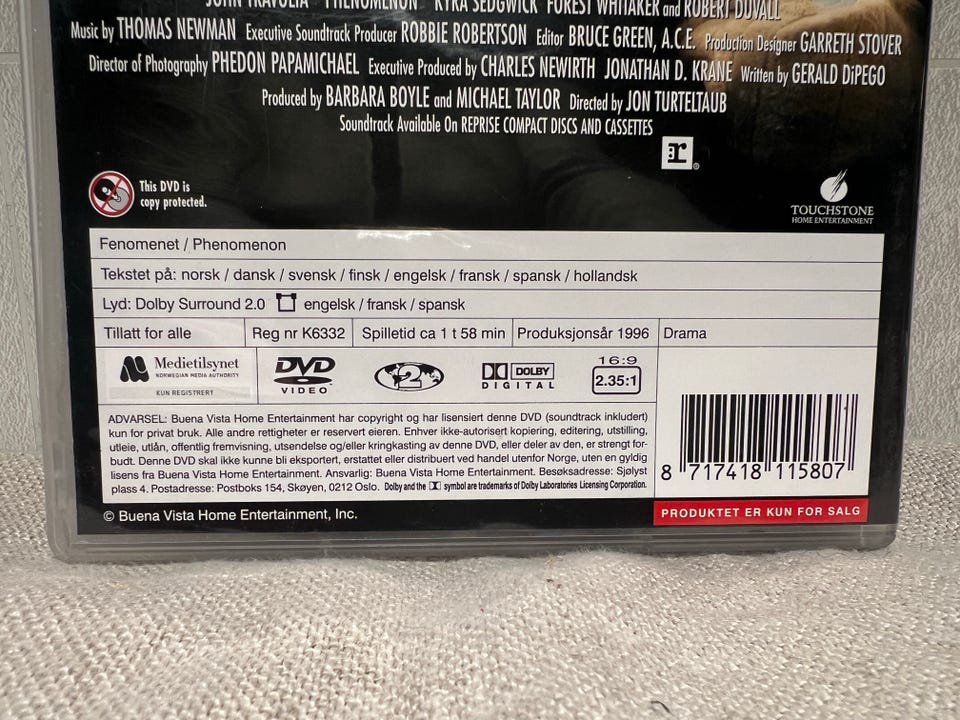 JOHN TRAVOLTA "PHENOMENON" KYRA SEDGWICK FOREST WHITAKER and ROBERT DUVALL
Music by THOMAS NEWMAN Executive Soundtrack Producer ROBBIE ROBERTSON Editor BRUCE GREEN, A.C.E. Production Designer GARRETH STOVER
Director of Photography PHEDON PAPAMICHAEL Executive Produced by CHARLES NEWIRTH JONATHAN D. KRANE Written by GERALD DiPEGO
Produced by BARBARA BOYLE and MICHAEL TAYLOR Directed by JON TURTELTAUB
Soundtrack Available On REPRISE COMPACT DISCS AND CASSETTES
r®
This DVD is
copy protected.
TOUCHSTONE
HOME ENTERTAINMENT
Fenomenet / Phenomenon
Tekstet på: norsk / dansk / svensk / finsk / engelsk / fransk / spansk / hollandsk
Lyd: Dolby Surround 2.0 engelsk / fransk / spansk
Tillatt for alle Reg nr K6332 Spilletid ca 1 t 58 min Produksjonsår 1996 Drama
Medietilsynet
NORWEGIAN MEDIA AUTHORITY
KUN REGISTRERT
DVD
VIDEO
2
DOLBY
DIGITAL
16:9
2.35:1
ADVARSEL: Buena Vista Home Entertainment har copyright og har lisensiert denne DVD (soundtrack inkludert)
kun for privat bruk. Alle andre rettigheter er reservert eieren. Enhver ikke-autorisert kopiering, editering, utstilling,
utleie, utlån, offentlig fremvisning, utsendelse og/eller kringkasting av denne DVD, eller deler av den, er strengt for-
budt. Denne DVD skal ikke kunne bli eksportert, erstattet eller distribuert ved handel utenfor Norge, uten en gyldig
lisens fra Buena Vista Home Entertainment. Ansvarlig: Buena Vista Home Entertainment. Besøksadresse: Sjølyst
plass 4. Postadresse: Postboks 154, Skøyen, 0212 Oslo. Dolby and the symbol are trademarks of Dolby Laboratories Licensing Corporation.
8 717418 115807
© Buena Vista Home Entertainment, Inc.
PRODUKTET ER KUN FOR SALG